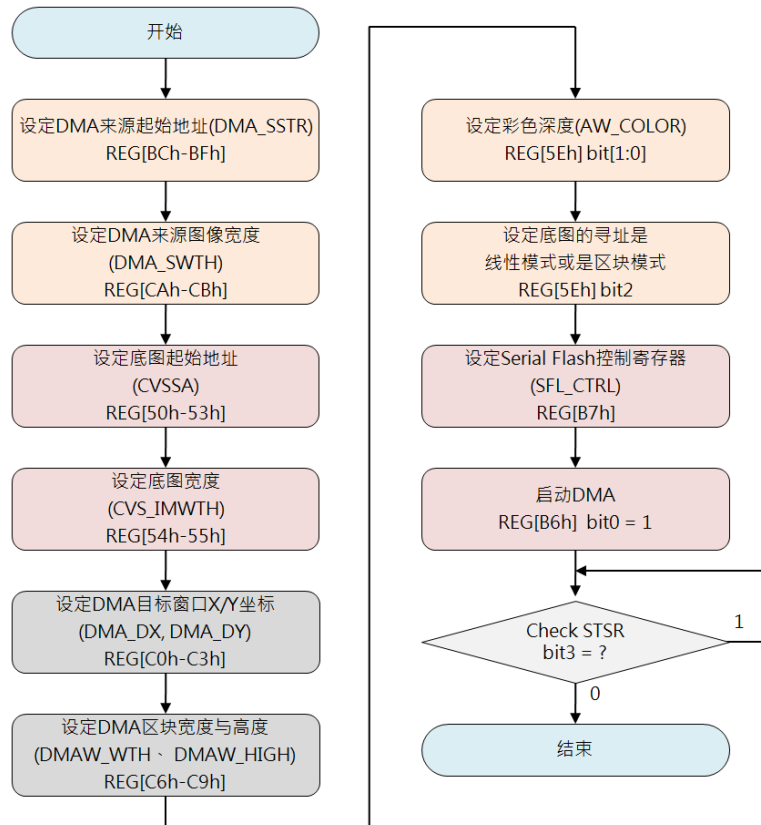 开始
设定DMA来源起始地址(DMA_SSTR)
REG[BCh-BFh]
设定DMA来源图像宽度
(DMA_SWTH)
REG[CAh-CBh]
设定底图起始地址
(CVSSA)
REG[50h-53h]
设定底图宽度
(CVS_IMWTH)
REG[54h-55h]
设定DMA目标窗口X/Y坐标
(DMA_DX, DMA_DY)
REG[C0h-C3h]
设定DMA区块宽度与高度
(DMAW_WTH、 DMAW_HIGH)
REG[C6h-C9h]
设定彩色深度(AW_COLOR)
REG[5Eh] bit[1:0]
设定底图的寻址是
线性模式或是区块模式
REG[5Eh] bit2
设定Serial Flash控制寄存器
(SFL_CTRL)
REG[B7h]
启动DMA
REG[B6h] bit0 = 1
Check STSR
bit3 = ?
1
0
结束